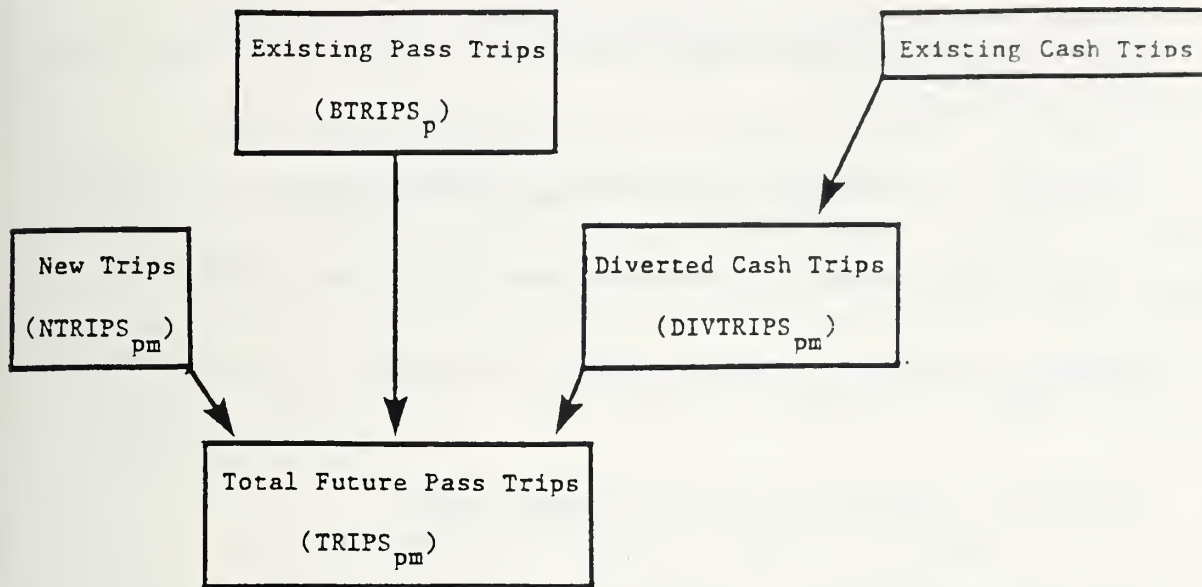 Existing Pass Trips
(BTRIPS_p)
Existing Cash Trips
New Trips
(NTRIPS_pm)
Diverted Cash Trips
(DIVTRIPS_pm)
Total Future Pass Trips
(TRIPS_pm)